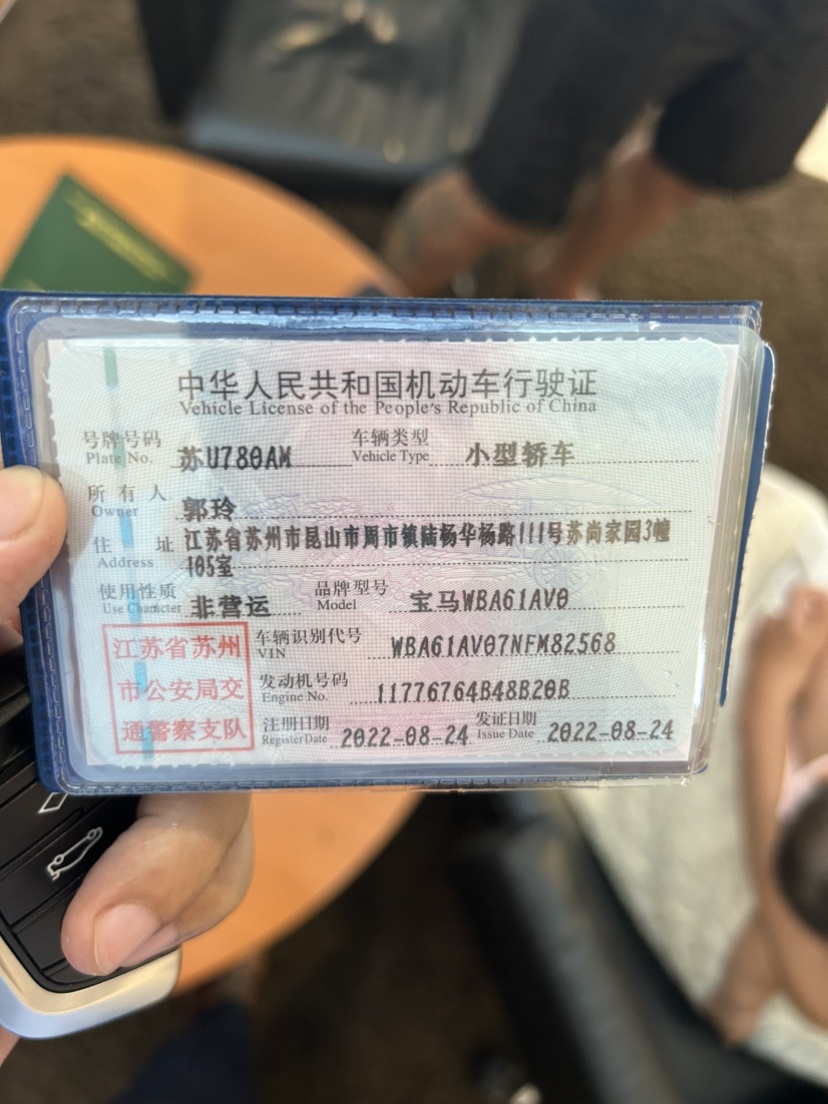 中华人民共和国机动车行驶证
Vehicle License of the People's Republic of China
号牌号码 苏U780AM 车辆类型 小型轿车
Plate No. Vehicle Type
所有人 郭玲
Owner
住址 江苏省苏州市昆山市周市镇陆杨华杨路111号苏尚家园3幢
Address 105室
使用性质 非营运 品牌型号 宝马WBA61AV0
Use Character Model
江苏省苏州 车辆识别代号 WBA61AV07NFM82568
VIN
市公安局交 发动机号码 11776764B48B20B
Engine No.
通警察支队 注册日期 2022-08-24 发证日期 2022-08-24
Register Date Issue Date